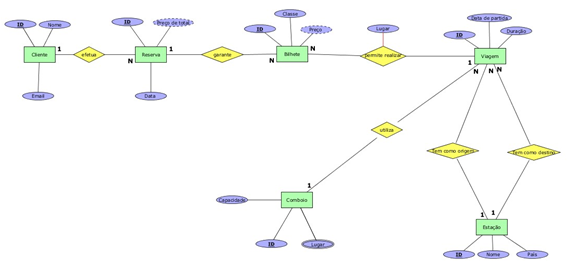 Classe
Data de partida
ID
Nome
ID
Preço de total
ID
Preço
Lugar
ID
Duração
Cliente
1
efetua
N
Reserva
1
garante
N
Bilhete
N
permite realizar
1
Viagem
N
N
Email
Data
utiliza
Tem como origem
Tem como destino
1
Capacidade
Comboio
1
1
Estação
ID
Lugar
ID
Nome
País